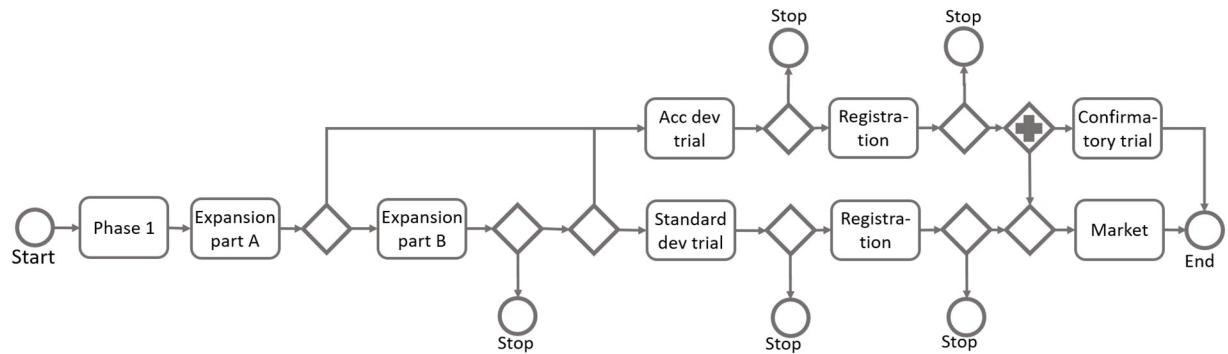 Stop
Stop
Acc dev
trial
Registra-
tion
Confirma-
tory trial
Start
Phase 1
Expansion
part A
Expansion
part B
Standard
dev trial
Registra-
tion
Market
End
Stop
Stop
Stop